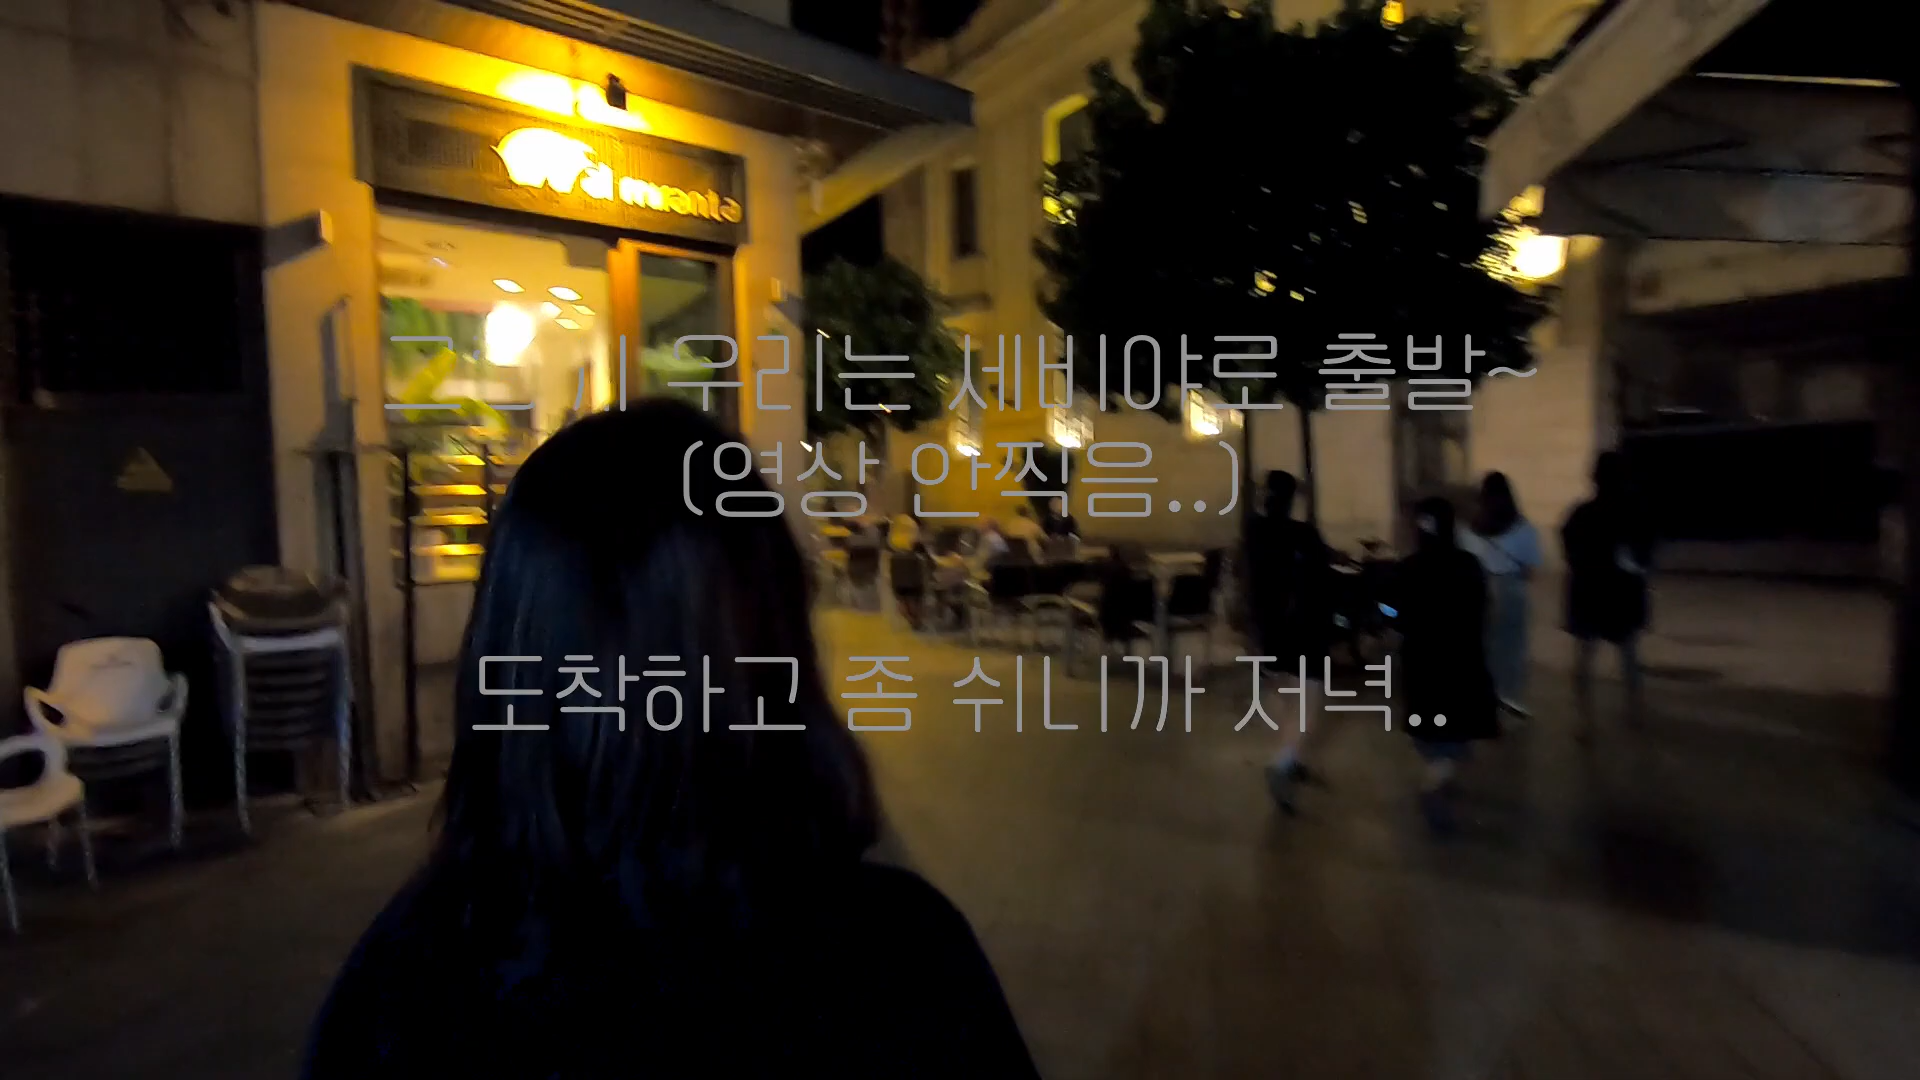 우리는 세비야로 출발~
(영상 안찍음..)
도착하고 좀 쉬니까 저녁..